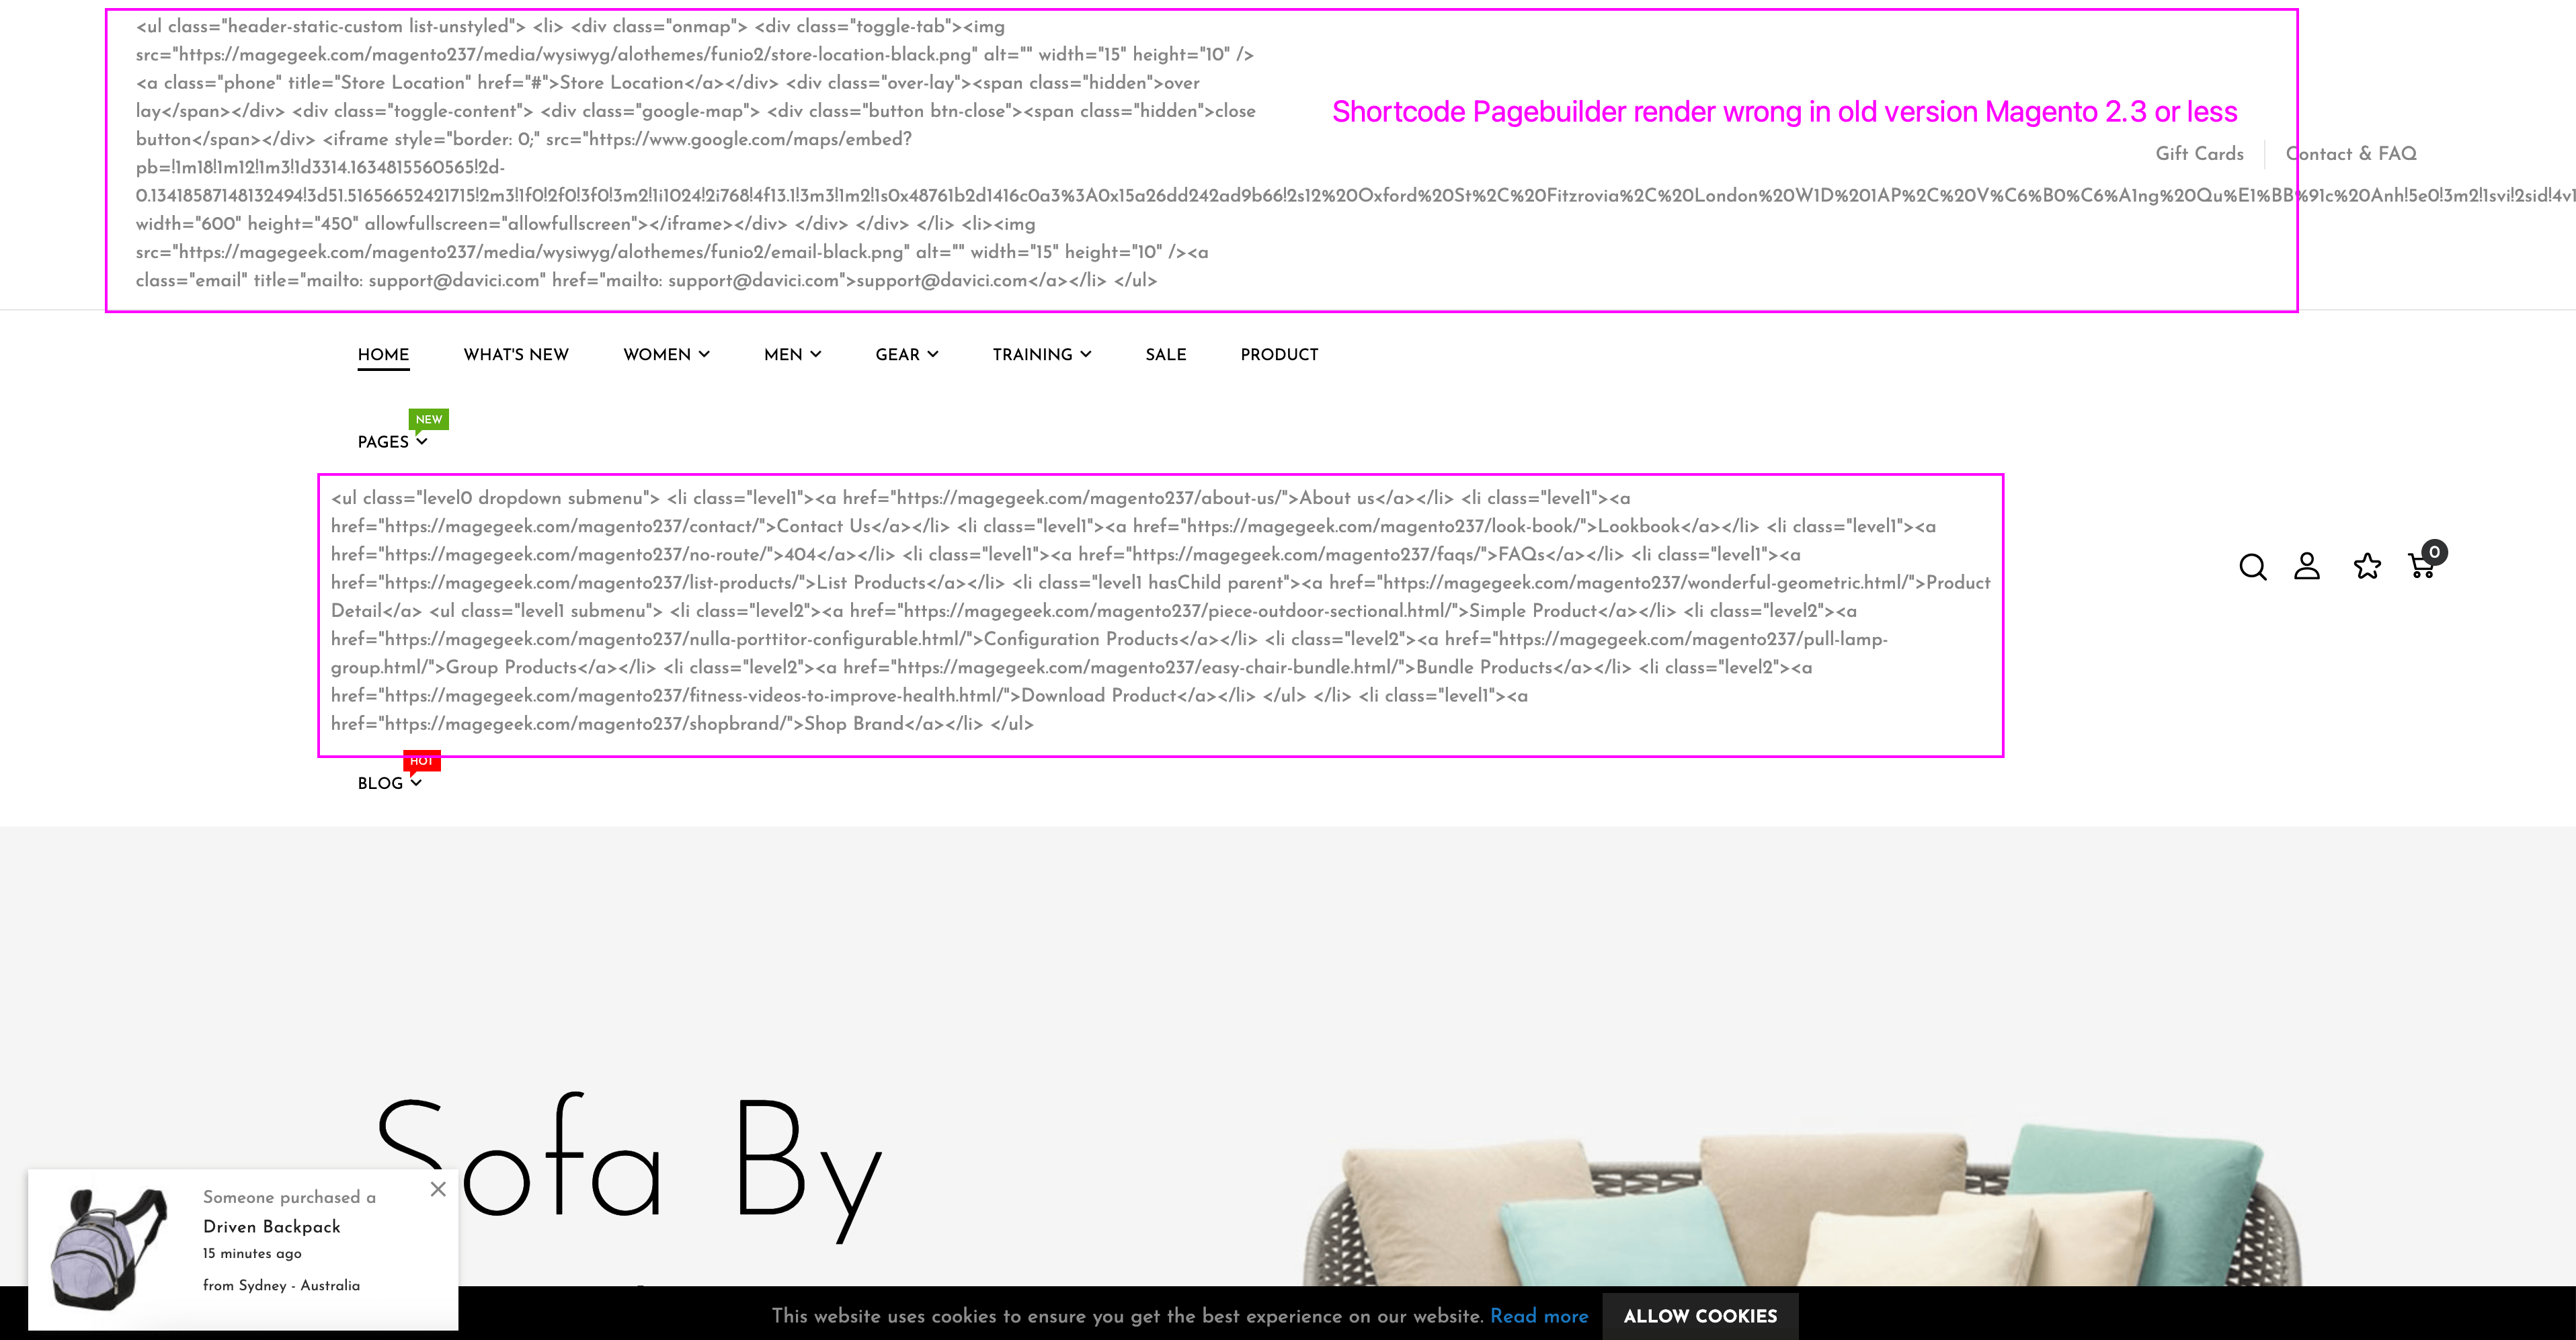 <ul class="header-static-custom list-unstyled"> <li> <div class="onmap"> <div class="toggle-tab"><img
src="https://magegeek.com/magento237/media/wysiwyg/alothemes/funio2/store-location-black.png" alt="" width="15" height="10" />
<a class="phone" title="Store Location" href="#">Store Location</a></div> <div class="over-lay"><span class="hidden">over
lay</span></div> <div class="toggle-content"> <div class="google-map"> <div class="button btn-close"><span class="hidden">close
button</span></div> <iframe style="border: 0;" src="https://www.google.com/maps/embed?
pb=!1m18!1m12!1m3!1d3314.1634815560565!2d-
0.13418587148132494!3d51.51656652421715!2m3!1f0!2f0!3f0!3m2!1i1024!2i768!4f13.1!3m3!1m2!1s0x48761b2d1416c0a3%3A0x15a26dd242ad9b66!2s12%20Oxford%20St%2C%20Fitzrovia%2C%20London%20W1D%201AP%2C%20V%C6%B0%C6%A1ng%20Qu%E1%BB%91c%20Anh!5e0!3m2!1svi!2sid!4v1
width="600" height="450" allowfullscreen="allowfullscreen"></iframe></div> </div> </div> </li> <li><img
src="https://magegeek.com/magento237/media/wysiwyg/alothemes/funio2/email-black.png" alt="" width="15" height="10" /><a
class="email" title="mailto: support@davici.com" href="mailto: support@davici.com">support@davici.com</a></li> </ul>
Shortcode Pagebuilder render wrong in old version Magento 2.3 or less
Gift Cards Contact & FAQ
HOME WHAT'S NEW WOMEN MEN GEAR TRAINING SALE PRODUCT
NEW
PAGES
<ul class="level0 dropdown submenu"> <li class="level1"><a href="https://magegeek.com/magento237/about-us/">About us</a></li> <li class="level1"><a
href="https://magegeek.com/magento237/contact/">Contact Us</a></li> <li class="level1"><a href="https://magegeek.com/magento237/look-book/">Lookbook</a></li> <li class="level1"><a
href="https://magegeek.com/magento237/no-route/">404</a></li> <li class="level1"><a href="https://magegeek.com/magento237/faqs/">FAQs</a></li> <li class="level1"><a
href="https://magegeek.com/magento237/list-products/">List Products</a></li> <li class="level1 hasChild parent"><a href="https://magegeek.com/magento237/wonderful-geometric.html/">Product
Detail</a> <ul class="level1 submenu"> <li class="level2"><a href="https://magegeek.com/magento237/piece-outdoor-sectional.html/">Simple Product</a></li> <li class="level2"><a
href="https://magegeek.com/magento237/nulla-porttitor-configurable.html/">Configuration Products</a></li> <li class="level2"><a href="https://magegeek.com/magento237/pull-lamp-
group.html/">Group Products</a></li> <li class="level2"><a href="https://magegeek.com/magento237/easy-chair-bundle.html/">Bundle Products</a></li> <li class="level2"><a
href="https://magegeek.com/magento237/fitness-videos-to-improve-health.html/">Download Product</a></li> </ul> </li> <li class="level1"><a
href="https://magegeek.com/magento237/shopbrand/">Shop Brand</a></li> </ul>
0
HOT
BLOG
Sofa By
Someone purchased a
Driven Backpack
15 minutes ago
from Sydney - Australia
This website uses cookies to ensure you get the best experience on our website. Read more ALLOW COOKIES